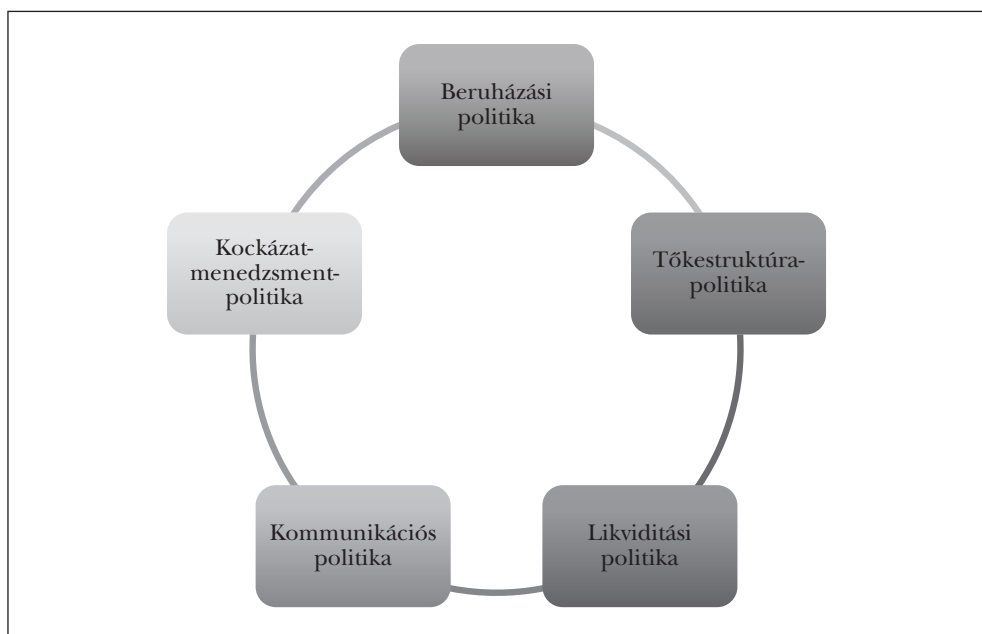 Beruházási
politika
Tőkestruktúra-
politika
Likviditási
politika
Kommunikációs
politika
Kockázat-
menedzsment-
politika